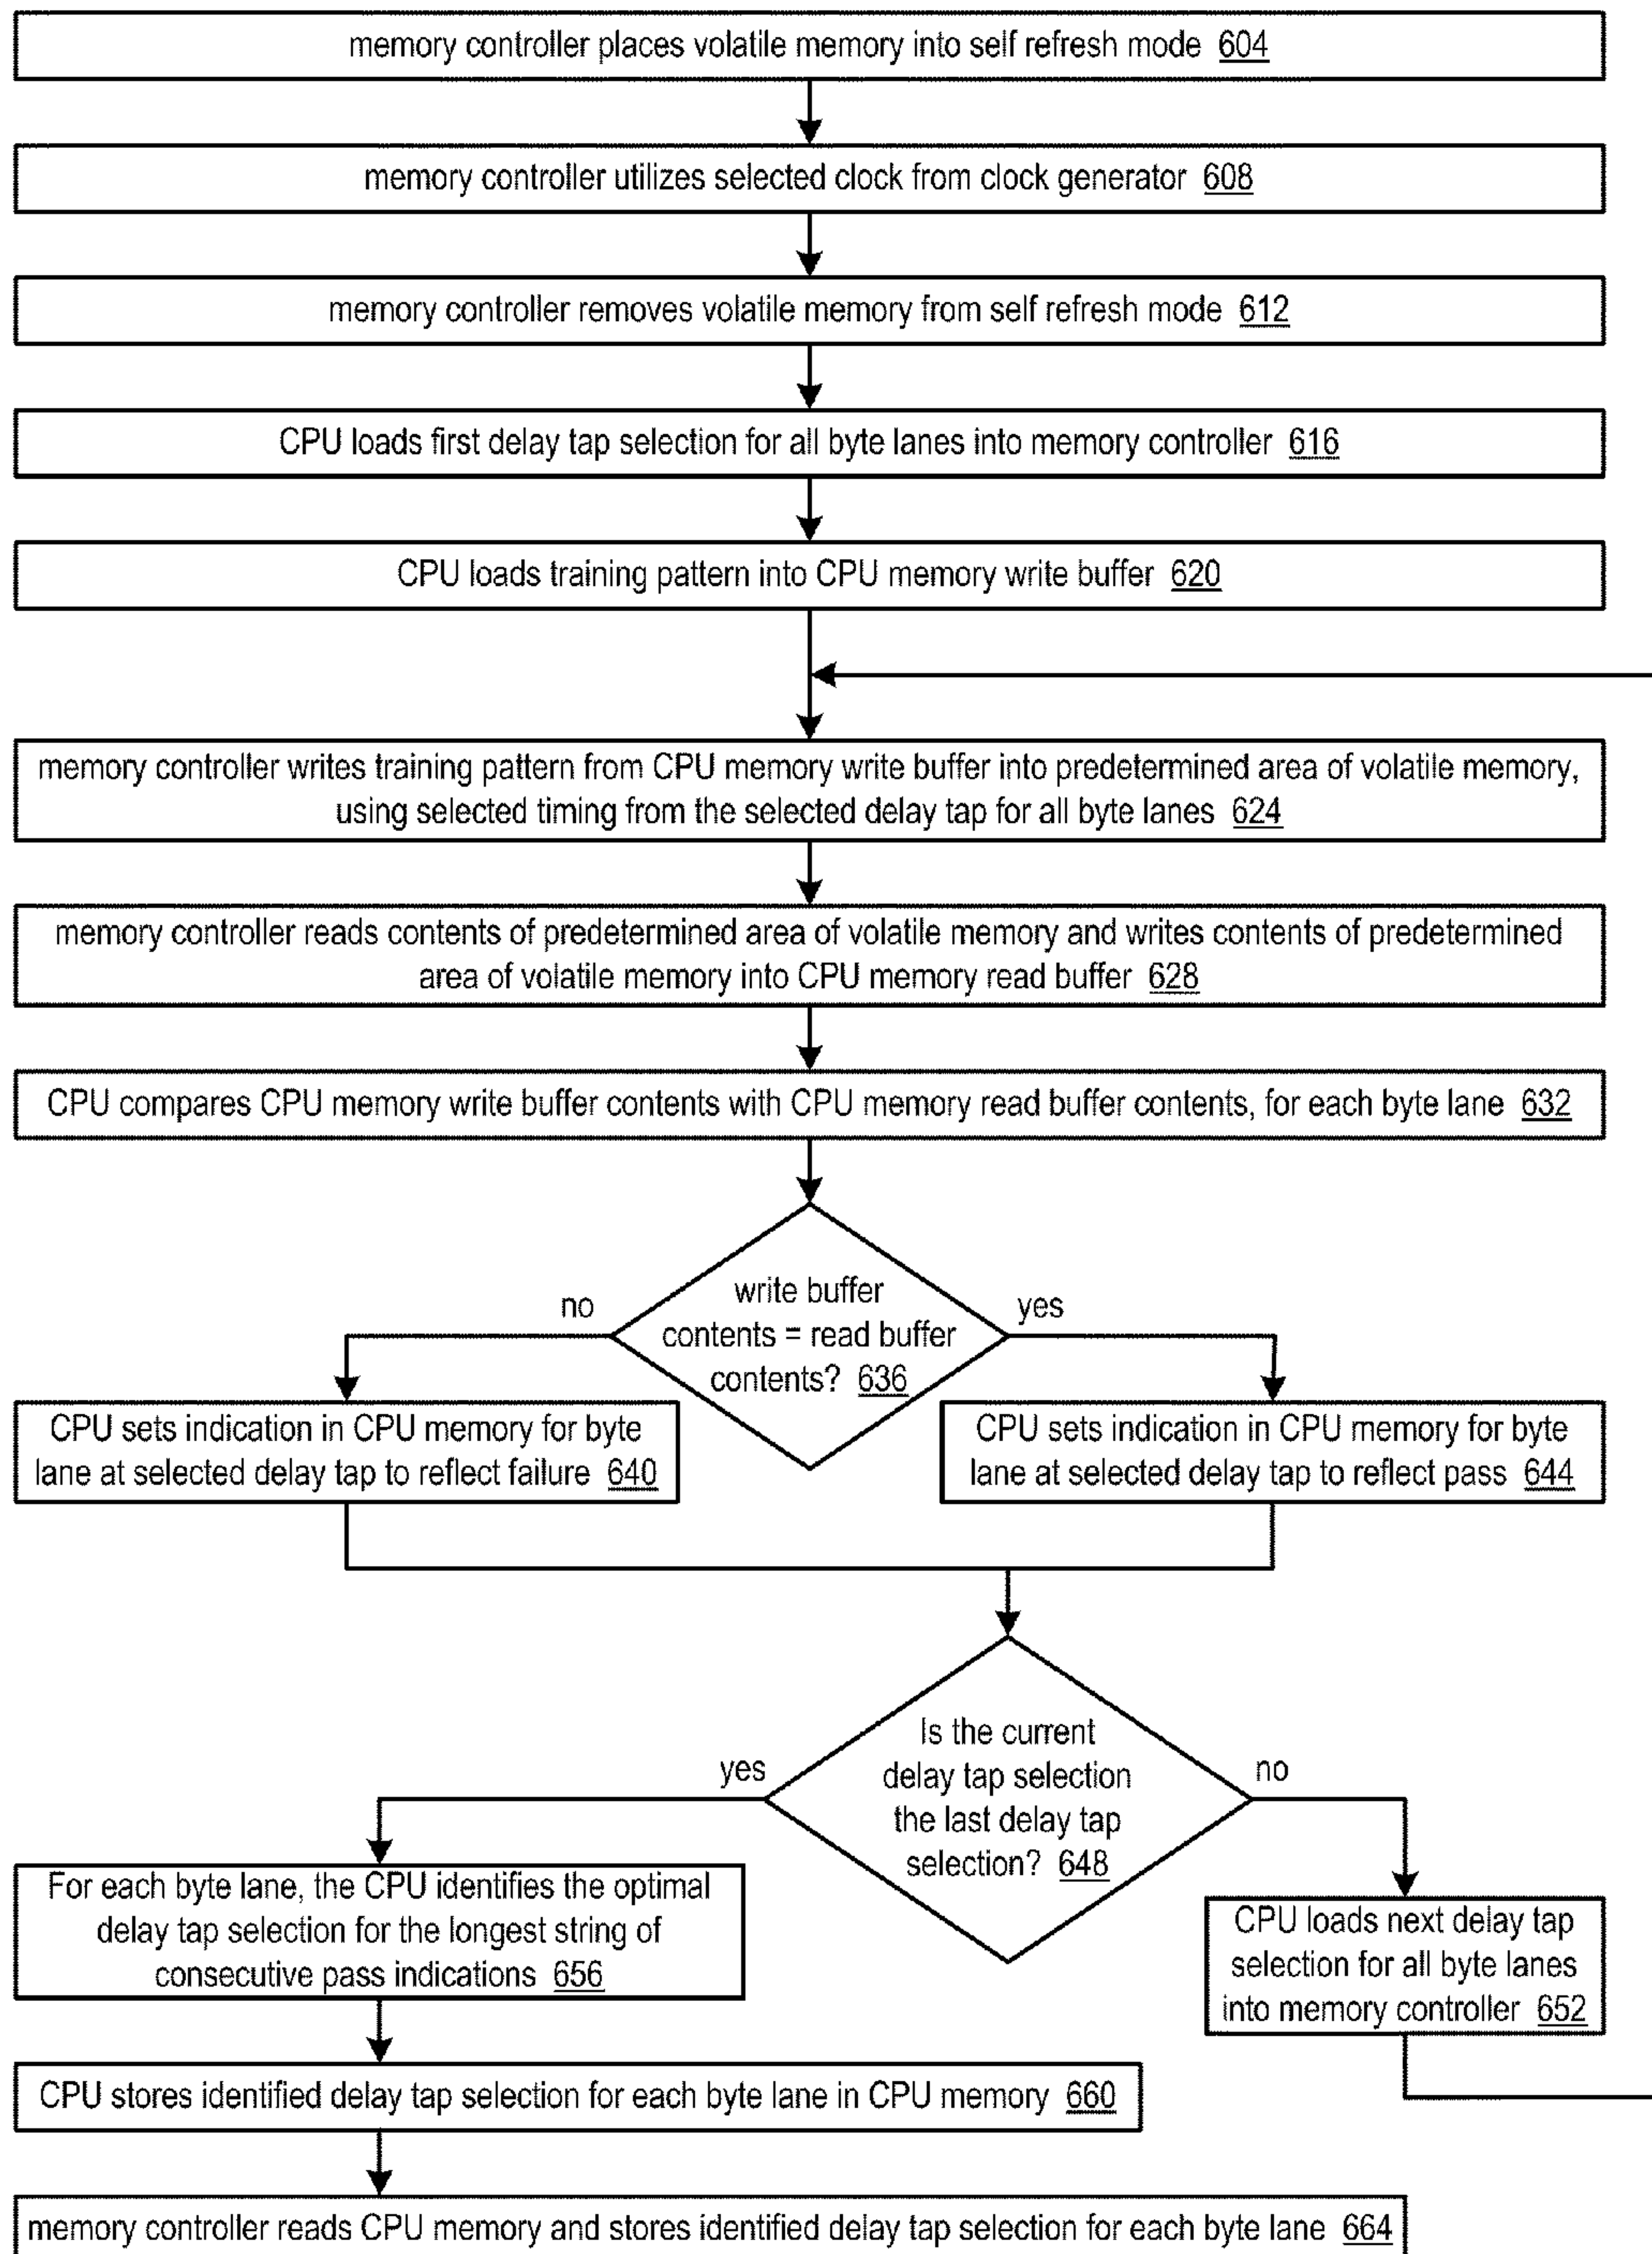 memory controller places volatile memory into self refresh mode 604
memory controller utilizes selected clock from clock generator 608
memory controller removes volatile memory from self refresh mode 612
CPU loads first delay tap selection for all byte lanes into memory controller 616
CPU loads training pattern into CPU memory write buffer 620
memory controller writes training pattern from CPU memory write buffer into predetermined area of volatile memory,
using selected timing from the selected delay tap for all byte lanes 624
memory controller reads contents of predetermined area of volatile memory and writes contents of predetermined
area of volatile memory into CPU memory read buffer 628
CPU compares CPU memory write buffer contents with CPU memory read buffer contents, for each byte lane 632
write buffer
contents = read buffer
contents? 636
no
yes
CPU sets indication in CPU memory for byte
lane at selected delay tap to reflect failure 640
CPU sets indication in CPU memory for byte
lane at selected delay tap to reflect pass 644
Is the current
delay tap selection
the last delay tap
selection? 648
yes
no
For each byte lane, the CPU identifies the optimal
delay tap selection for the longest string of
consecutive pass indications 656
CPU loads next delay tap
selection for all byte lanes
into memory controller 652
CPU stores identified delay tap selection for each byte lane in CPU memory 660
memory controller reads CPU memory and stores identified delay tap selection for each byte lane 664